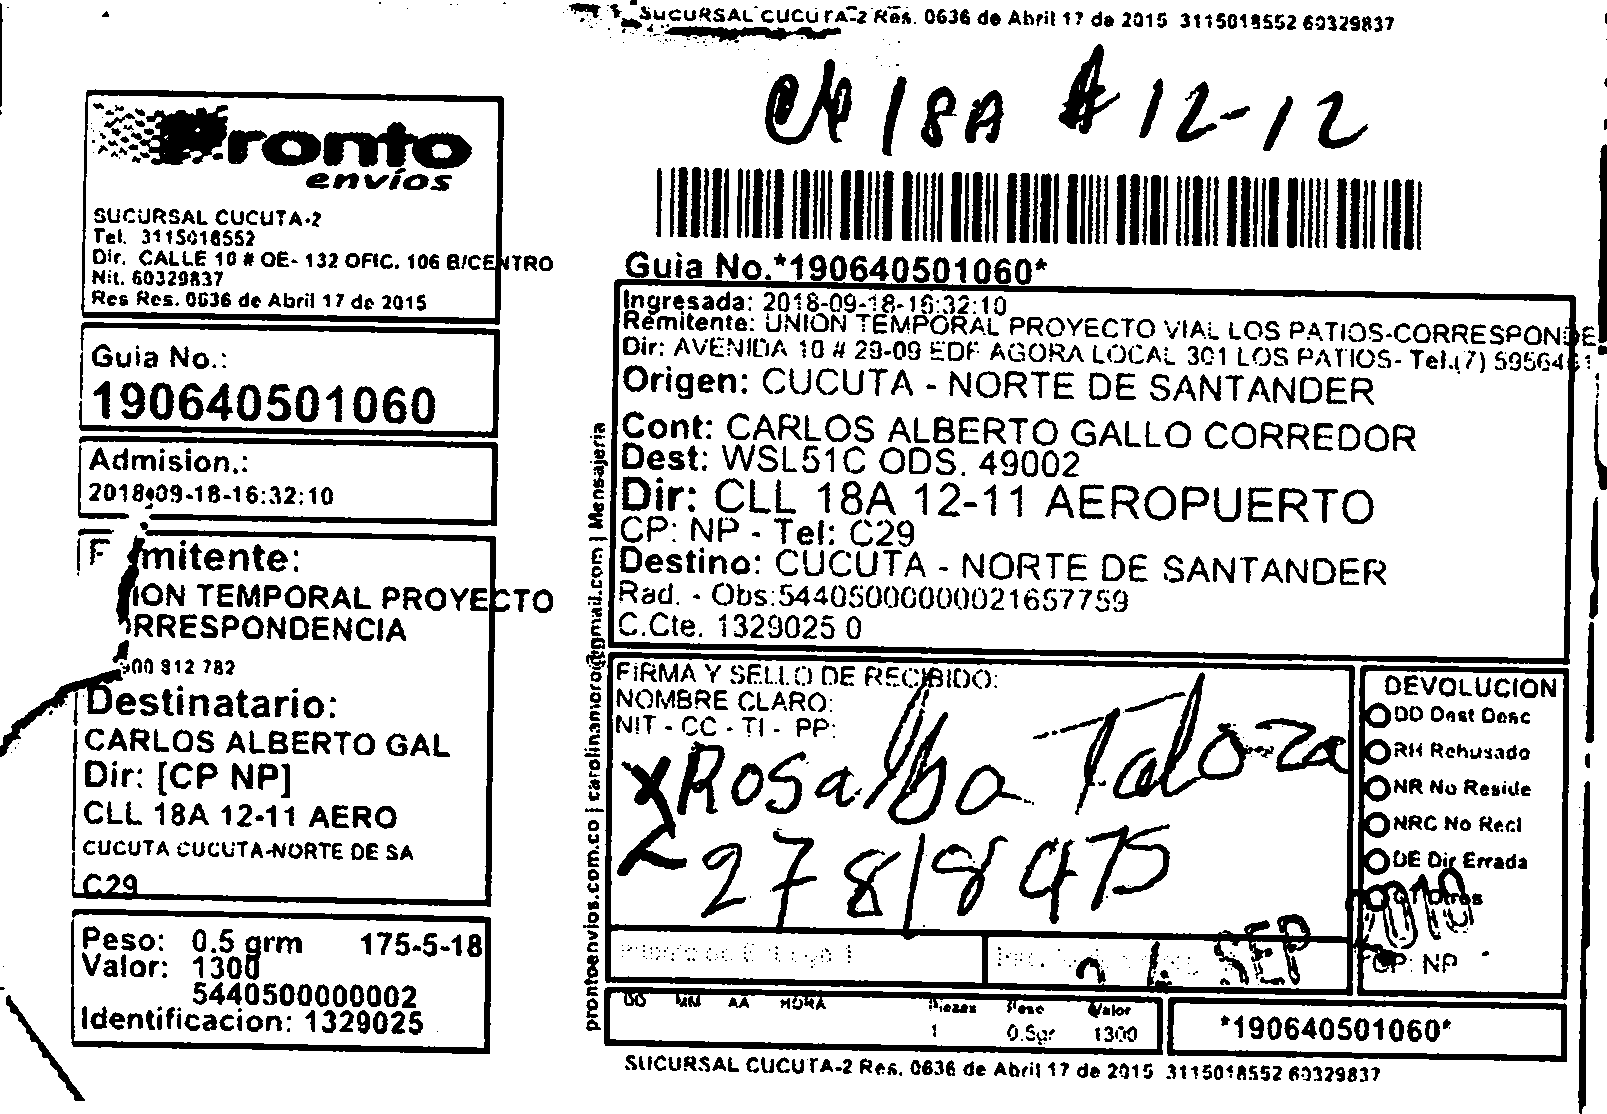 SUCURSAL CUCUTA-2 Res. 0636 de Abril 17 de 2015 3115018552 60329837
18A # 12-12
Pronto
envíos
SUCURSAL CUCUTA-2
Tel. 3115018552
Dir. CALLE 10 # OE- 132 OFIC. 106 B/CENTRO
Nit. 60329837
Res Res. 0636 de Abril 17 de 2015
Guia No.:
190640501060
Admision.:
2018-09-18-16:32:10
mitente:
ION TEMPORAL PROYECTO
RRESPONDENCIA
900 812 782
Destinatario:
CARLOS ALBERTO GAL
Dir: [CP NP]
CLL 18A 12-11 AERO
CUCUTA CUCUTA-NORTE DE SA
C29
Peso: 0.5 grm 175-5-18
Valor: 1300
5440500000002
Identificacion: 1329025
Guia No.*190640501060*
Ingresada: 2018-09-18-16:32:10
Remitente: UNION TEMPORAL PROYECTO VIAL LOS PATIOS-CORRESPONDE
Dir: AVENIDA 10 # 29-09 EDF AGORA LOCAL 301 LOS PATIOS- Tel.(7) 5956461
Origen: CUCUTA - NORTE DE SANTANDER
Cont: CARLOS ALBERTO GALLO CORREDOR
Dest: WSL51C ODS. 49002
Dir: CLL 18A 12-11 AEROPUERTO
CP: NP - Tel: C29
Destino: CUCUTA - NORTE DE SANTANDER
Rad. - Obs:544050000000021657759
C.Cte. 1329025 0
prontoenvios.com.co | carolinamoro@gmail.com | Mensajeria
FIRMA Y SELLO DE RECIBIDO:
NOMBRE CLARO:
NIT - CC - TI - PP:
X Rosalba Taloza
278/8475
DEVOLUCION
DD Dest Desc
RH Rehusado
NR No Reside
NRC No Recl
DE Dir Errada
OT Otros
SEP 2018
CP: NP
DD MM AA HORA Piezas Peso Valor
1 0.5gr 1300
*190640501060*
SUCURSAL CUCUTA-2 Res. 0636 de Abril 17 de 2015 3115018552 60329837